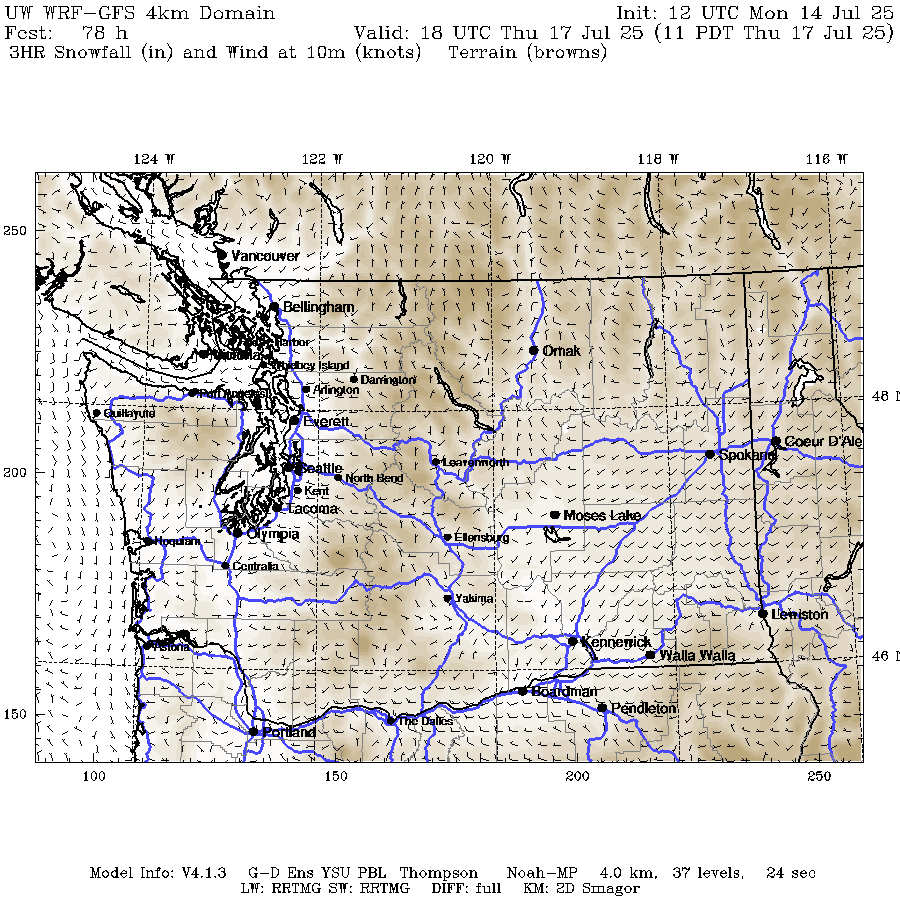 UW WRF-GFS 4km Domain Init: 12 UTC Mon 14 Jul 25
Fcst: 78 h Valid: 18 UTC Thu 17 Jul 25 (11 PDT Thu 17 Jul 25)
3HR Snowfall (in) and Wind at 10m (knots) Terrain (browns)
124 W 122 W 120 W 118 W 116 W
250
Vancouver
Bellingham
Omak
Whidbey Island
Darrington
Arlington
Port Angeles
48 N
Quillayute
Everett
Coeur D'Ale
Spokane
Leavenworth
200
Seattle
North Bend
Kent
Tacoma
Moses Lake
Olympia
Hoquiam
Ellensburg
Centralia
Yakima
Lewiston
Kennewick
Astoria
Walla Walla
46 N
Boardman
Pendleton
150
The Dalles
Portland
100 150 200 250
Model Info: V4.1.3 G-D Ens YSU PBL Thompson Noah-MP 4.0 km, 37 levels, 24 sec
LW: RRTMG SW: RRTMG DIFF: full KM: 2D Smagor